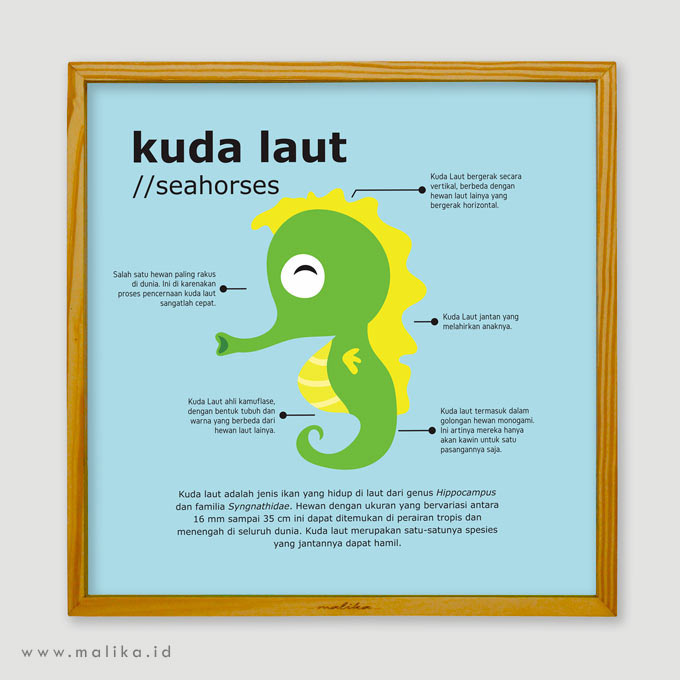 kuda laut
//seahorses
Kuda Laut bergerak secara
vertikal, berbeda dengan
hewan laut lainya yang
bergerak horizontal.
Salah satu hewan paling rakus
di dunia. Ini di karenakan
proses pencernaan kuda laut
sangatlah cepat.
Kuda Laut jantan yang
melahirkan anaknya.
Kuda Laut ahli kamuflase,
dengan bentuk tubuh dan
warna yang berbeda dari
hewan laut lainya.
Kuda laut termasuk dalam
golongan hewan monogami.
Ini artinya mereka hanya
akan kawin untuk satu
pasangannya saja.
Kuda laut adalah jenis ikan yang hidup di laut dari genus Hippocampus
dan familia Syngnathidae. Hewan dengan ukuran yang bervariasi antara
16 mm sampai 35 cm ini dapat ditemukan di perairan tropis dan
menengah di seluruh dunia. Kuda laut merupakan satu-satunya spesies
yang jantannya dapat hamil.
malika
www.malika.id